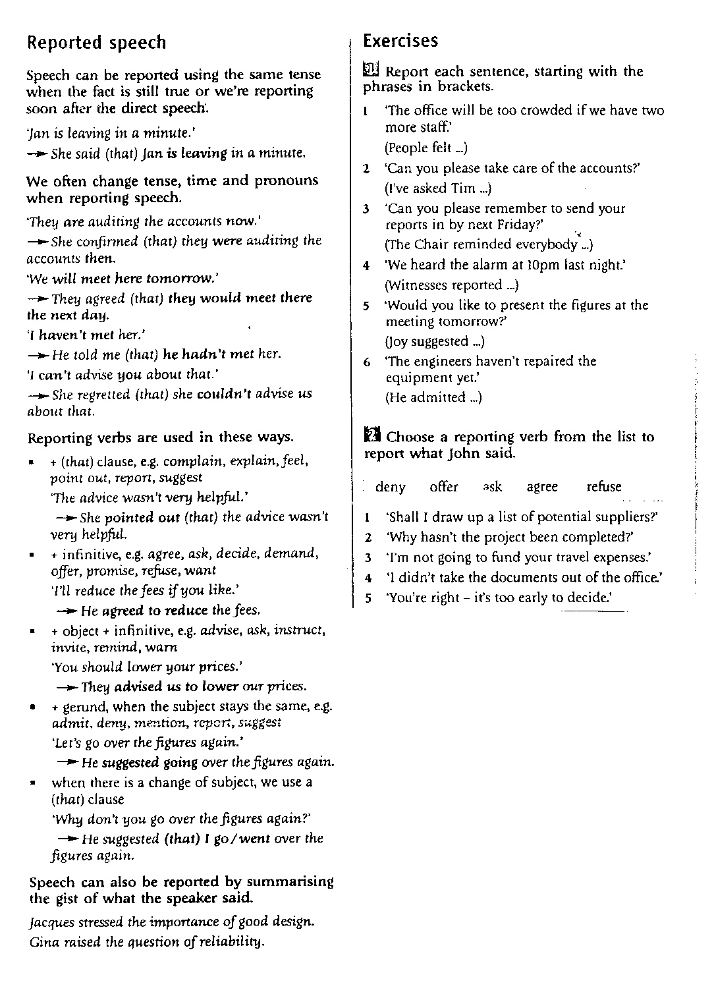 Reported speech
Speech can be reported using the same tense
when the fact is still true or we're reporting
soon after the direct speech.
'Jan is leaving in a minute.'
→ She said (that) Jan is leaving in a minute.
We often change tense, time and pronouns
when reporting speech.
'They are auditing the accounts now.'
→ She confirmed (that) they were auditing the
accounts then.
'We will meet here tomorrow.'
→ They agreed (that) they would meet there
the next day.
'I haven't met her.'
→ He told me (that) he hadn't met her.
'I can't advise you about that.'
→ She regretted (that) she couldn't advise us
about that.
Reporting verbs are used in these ways.
▪ + (that) clause, e.g. complain, explain, feel,
point out, report, suggest
'The advice wasn't very helpful.'
→ She pointed out (that) the advice wasn't
very helpful.
▪ + infinitive, e.g. agree, ask, decide, demand,
offer, promise, refuse, want
'I'll reduce the fees if you like.'
→ He agreed to reduce the fees.
▪ + object + infinitive, e.g. advise, ask, instruct,
invite, remind, warn
'You should lower your prices.'
→ They advised us to lower our prices.
▪ + gerund, when the subject stays the same, e.g.
admit, deny, mention, report, suggest
'Let's go over the figures again.'
→ He suggested going over the figures again.
▪ when there is a change of subject, we use a
(that) clause
'Why don't you go over the figures again?'
→ He suggested (that) I go/went over the
figures again.
Speech can also be reported by summarising
the gist of what the speaker said.
Jacques stressed the importance of good design.
Gina raised the question of reliability.
Exercises
1 Report each sentence, starting with the
phrases in brackets.
1 'The office will be too crowded if we have two
more staff.'
(People felt ...)
2 'Can you please take care of the accounts?'
(I've asked Tim ...)
3 'Can you please remember to send your
reports in by next Friday?'
(The Chair reminded everybody ...)
4 'We heard the alarm at 10pm last night.'
(Witnesses reported ...)
5 'Would you like to present the figures at the
meeting tomorrow?'
(Joy suggested ...)
6 'The engineers haven't repaired the
equipment yet.'
(He admitted ...)
2 Choose a reporting verb from the list to
report what John said.
deny offer ask agree refuse
1 'Shall I draw up a list of potential suppliers?'
2 'Why hasn't the project been completed?'
3 'I'm not going to fund your travel expenses.'
4 'I didn't take the documents out of the office.'
5 'You're right – it's too early to decide.'